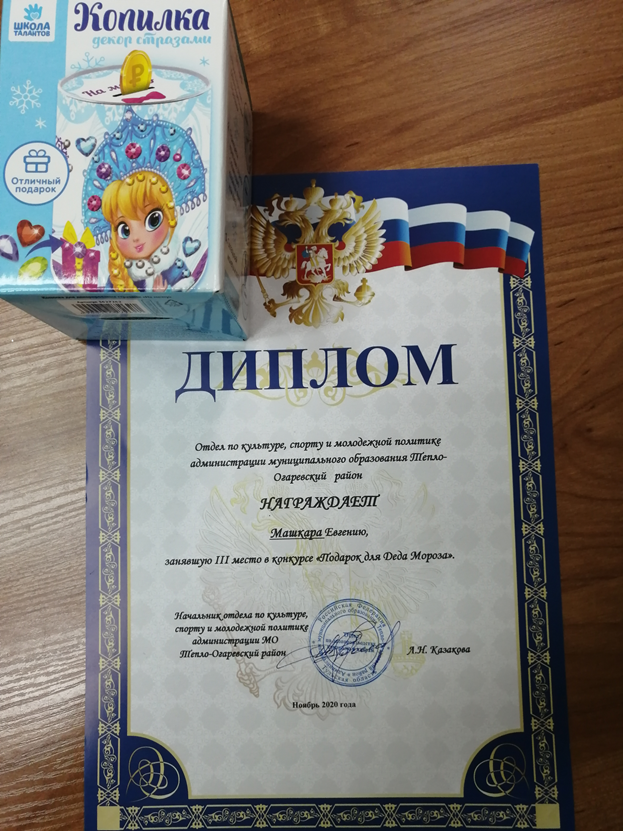 ШКОЛА
ТАЛАНТОВ
Копилка
декор стразами
На м
Отличный
подарок
ДИПЛОМ
Отдел по культуре, спорту и молодежной политике
администрации муниципального образования Тепло-
Огаревский район
НАГРАЖДАЕТ
Машкара Евгению,
занявшую III место в конкурсе «Подарок для Деда Мороза».
Начальник отдела по культуре,
спорту и молодежной политике
администрации МО
Тепло-Огаревский район
Л.Н. Казакова
Российская Федерация
Ноябрь 2020 года